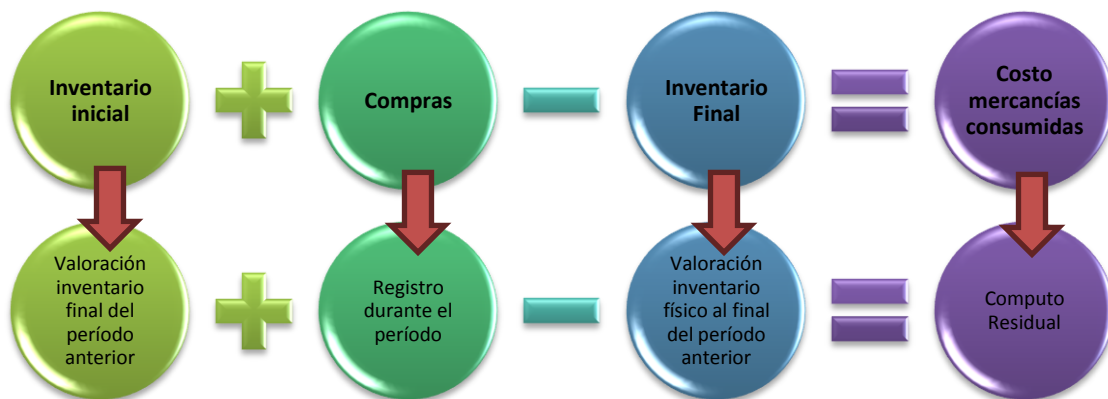 Inventario
inicial
Compras
Inventario
Final
Costo
mercancías
consumidas
Valoración
inventario
final del
período
anterior
Registro
durante el
período
Valoración
inventario
físico al final
del período
anterior
Computo
Residual